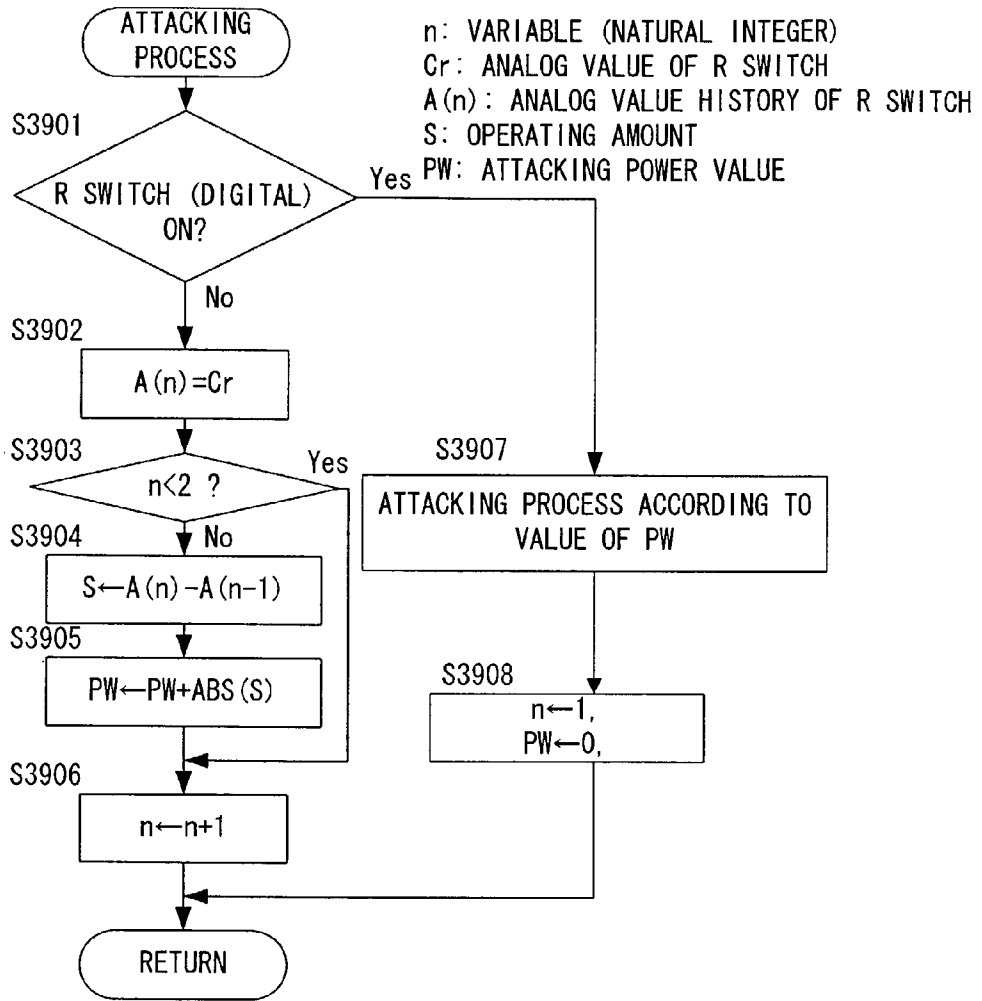 ATTACKING
PROCESS
n: VARIABLE (NATURAL INTEGER)
Cr: ANALOG VALUE OF R SWITCH
A(n): ANALOG VALUE HISTORY OF R SWITCH
S: OPERATING AMOUNT
PW: ATTACKING POWER VALUE
S3901
R SWITCH (DIGITAL)
ON?
Yes
No
S3902
A(n)=Cr
S3903
n<2 ?
Yes
No
S3904
S←A(n)-A(n-1)
S3905
PW←PW+ABS(S)
S3906
n←n+1
S3907
ATTACKING PROCESS ACCORDING TO
VALUE OF PW
S3908
n←1,
PW←0,
RETURN